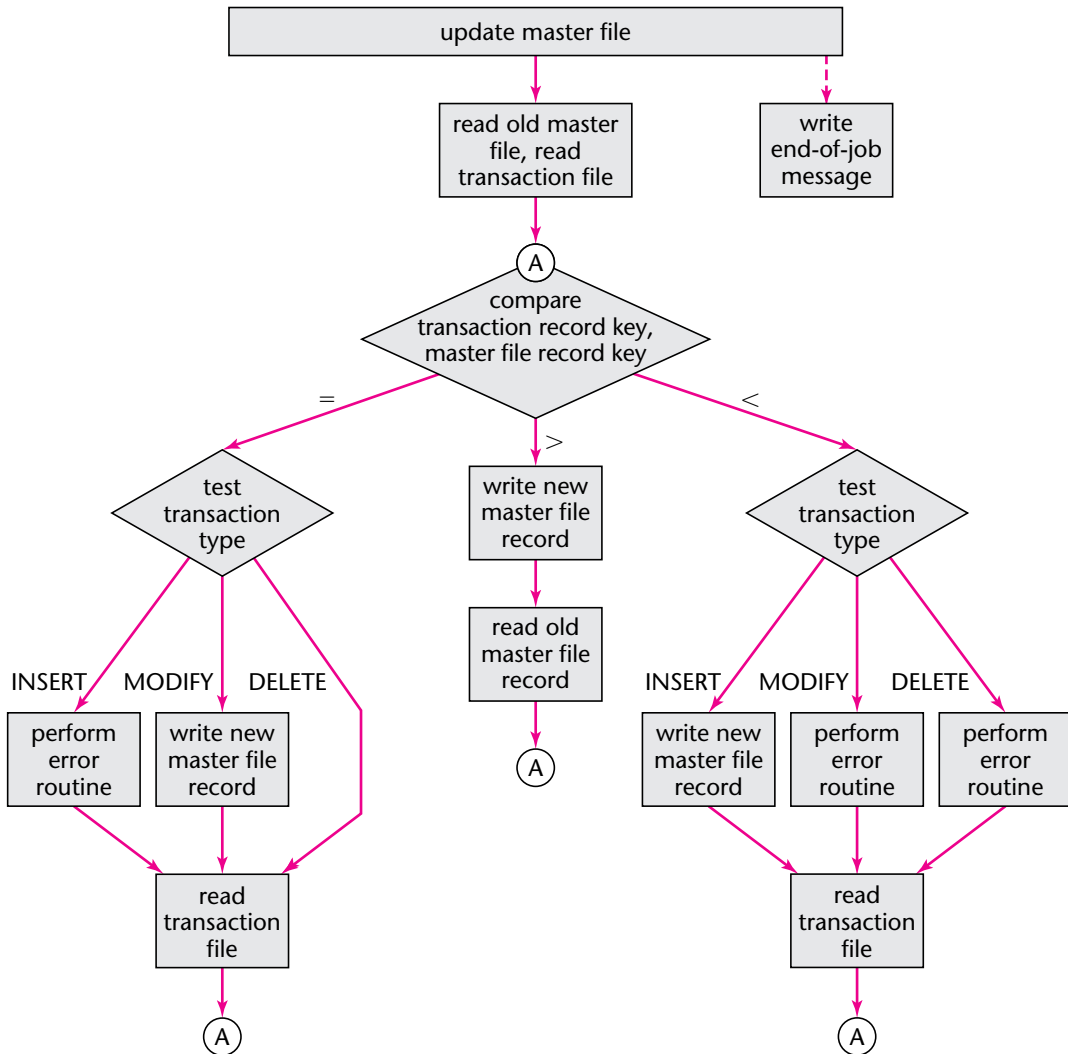 update master file
read old master
file, read
transaction file
write
end-of-job
message
A
compare
transaction record key,
master file record key
=
>
<
test
transaction
type
write new
master file
record
test
transaction
type
read old
master file
record
INSERT
MODIFY
DELETE
INSERT
MODIFY
DELETE
perform
error
routine
write new
master file
record
A
write new
master file
record
perform
error
routine
perform
error
routine
read
transaction
file
read
transaction
file
A
A